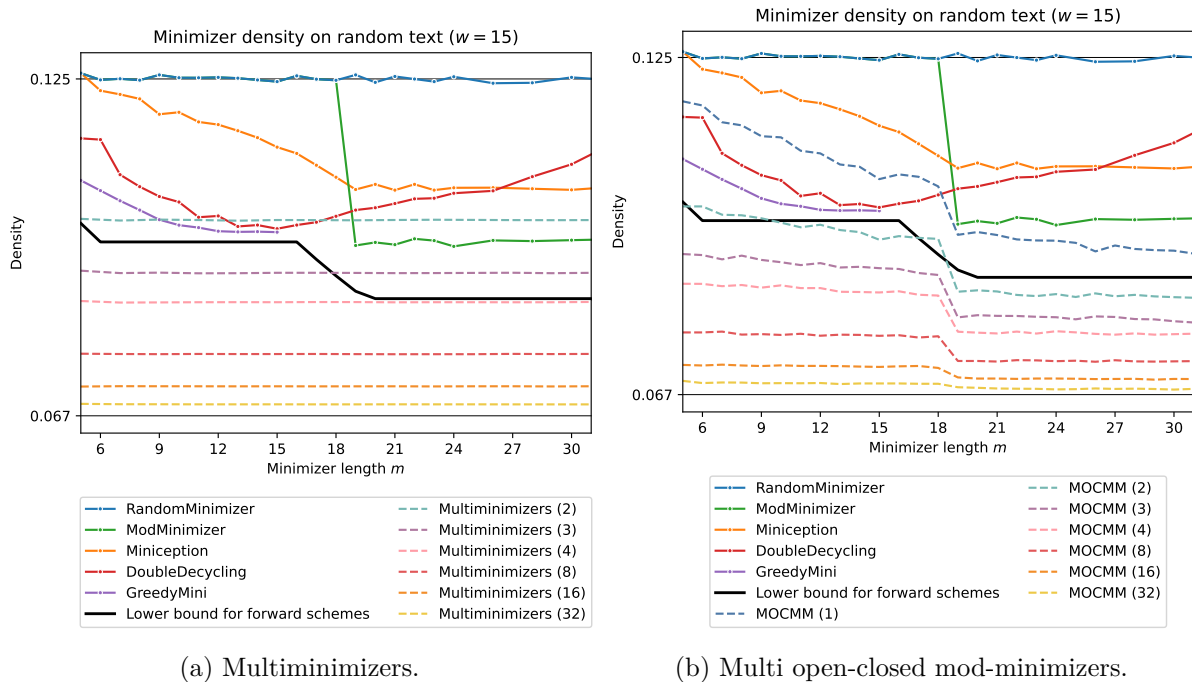 Minimizer density on random text (w = 15)
0.125
0.067
Density
6 9 12 15 18 21 24 27 30
Minimizer length m
RandomMinimizer
ModMinimizer
Miniception
DoubleDecycling
GreedyMini
Lower bound for forward schemes
Multiminimizers (2)
Multiminimizers (3)
Multiminimizers (4)
Multiminimizers (8)
Multiminimizers (16)
Multiminimizers (32)
(a) Multiminimizers.
Minimizer density on random text (w = 15)
0.125
0.067
Density
6 9 12 15 18 21 24 27 30
Minimizer length m
RandomMinimizer
ModMinimizer
Miniception
DoubleDecycling
GreedyMini
Lower bound for forward schemes
MOCMM (1)
MOCMM (2)
MOCMM (3)
MOCMM (4)
MOCMM (8)
MOCMM (16)
MOCMM (32)
(b) Multi open-closed mod-minimizers.